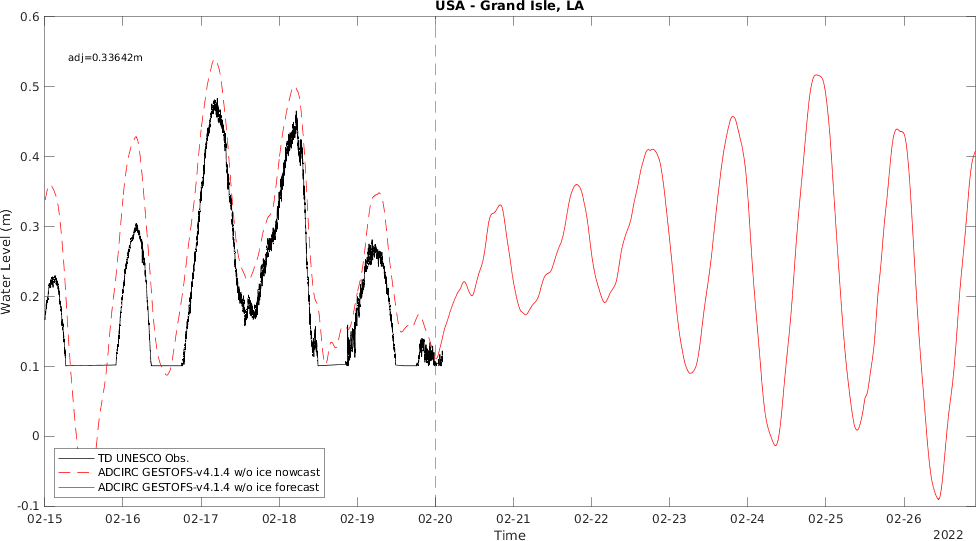 USA - Grand Isle, LA
adj=0.33642m
0.6
0.5
0.4
0.3
0.2
0.1
0
-0.1
Water Level (m)
TD UNESCO Obs.
ADCIRC GESTOFS-v4.1.4 w/o ice nowcast
ADCIRC GESTOFS-v4.1.4 w/o ice forecast
02-15 02-16 02-17 02-18 02-19 02-20 02-21 02-22 02-23 02-24 02-25 02-26
Time
2022